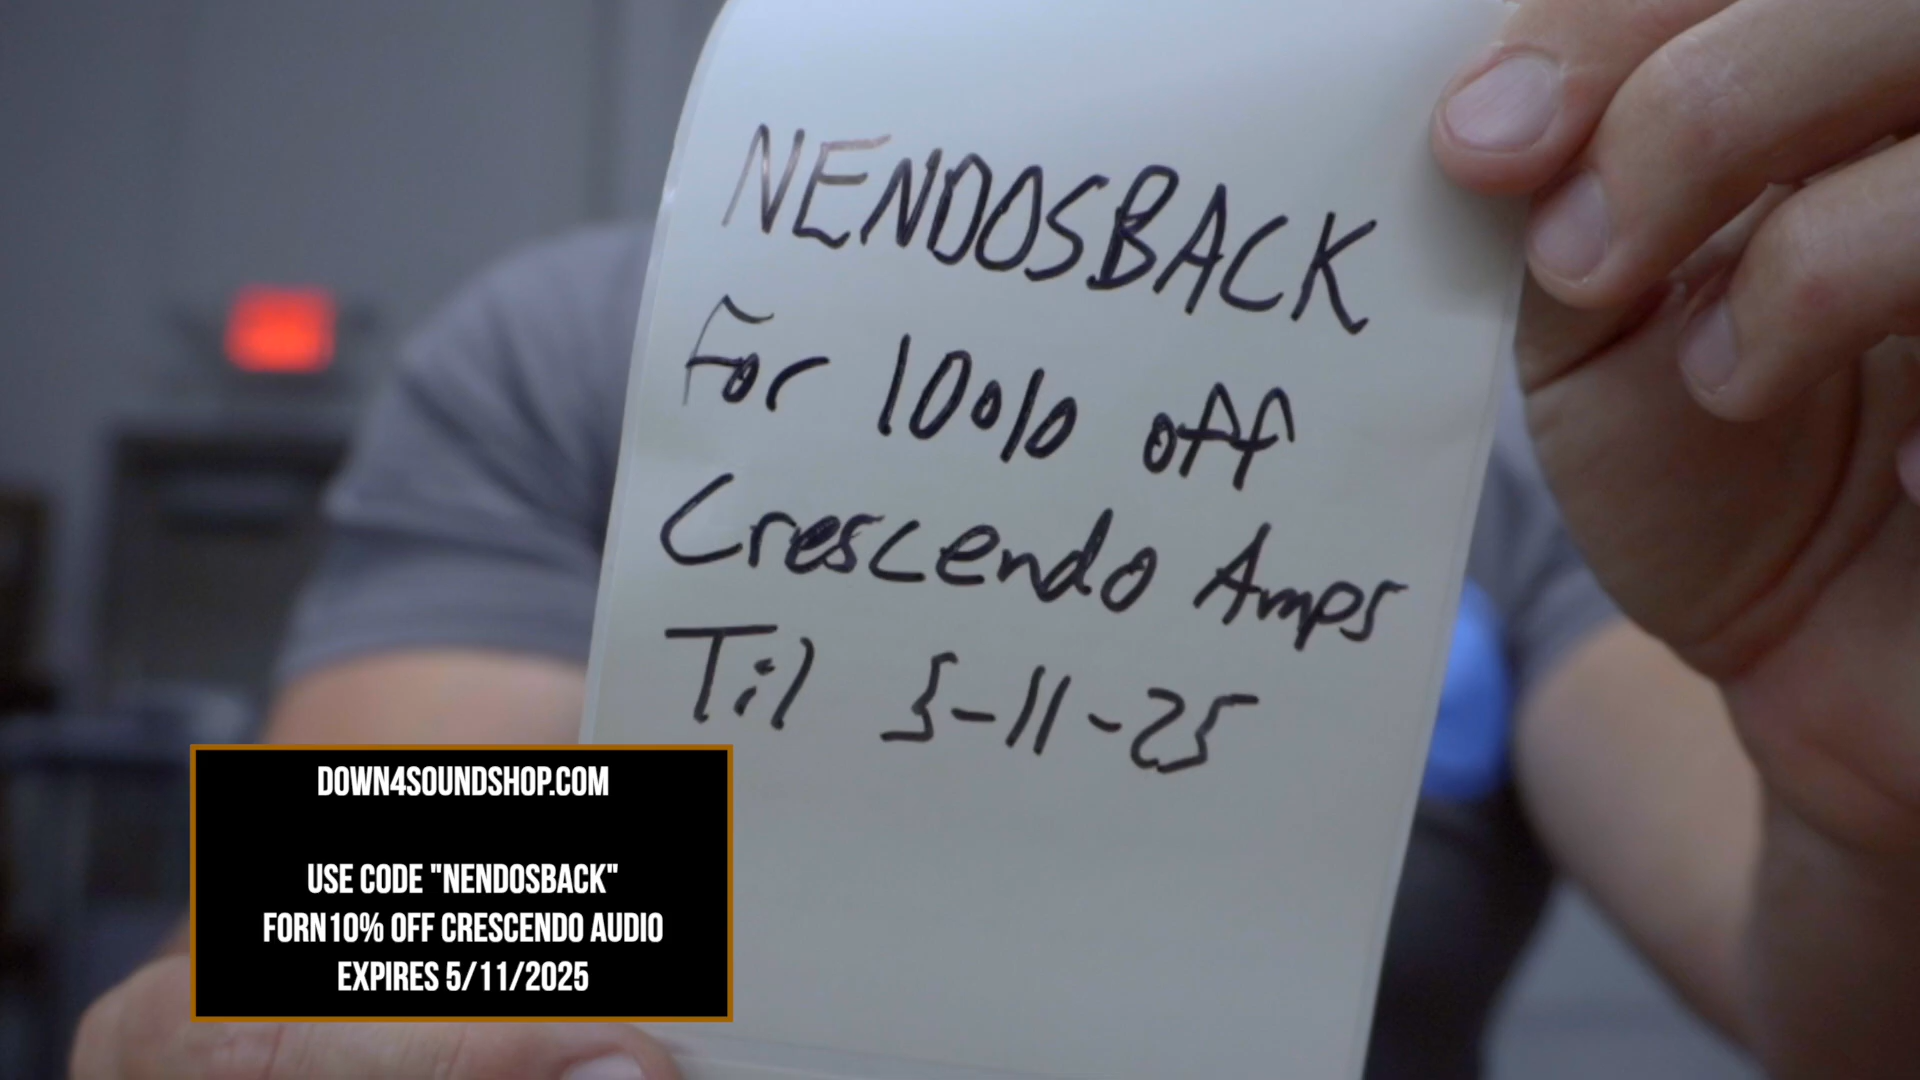 NENDOSBACK
For 10% off
Crescendo Amps
Til 5-11-25
DOWN4SOUNDSHOP.COM
USE CODE "NENDOSBACK"
FORN10% OFF CRESCENDO AUDIO
EXPIRES 5/11/2025